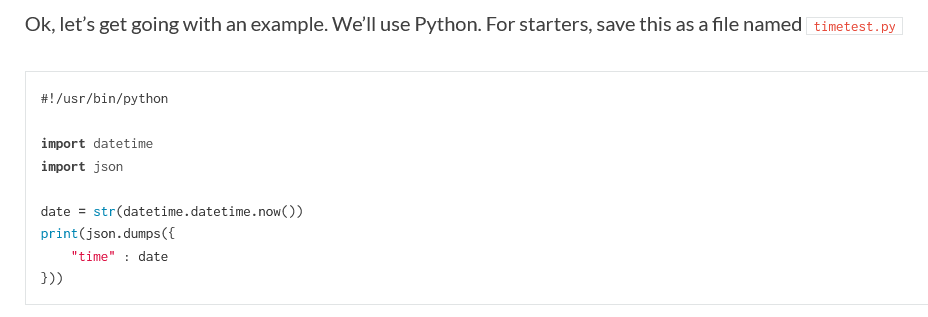 Ok, let’s get going with an example. We’ll use Python. For starters, save this as a file named timetest.py
#!/usr/bin/python
import datetime
import json
date = str(datetime.datetime.now())
print(json.dumps({
    "time" : date
}))